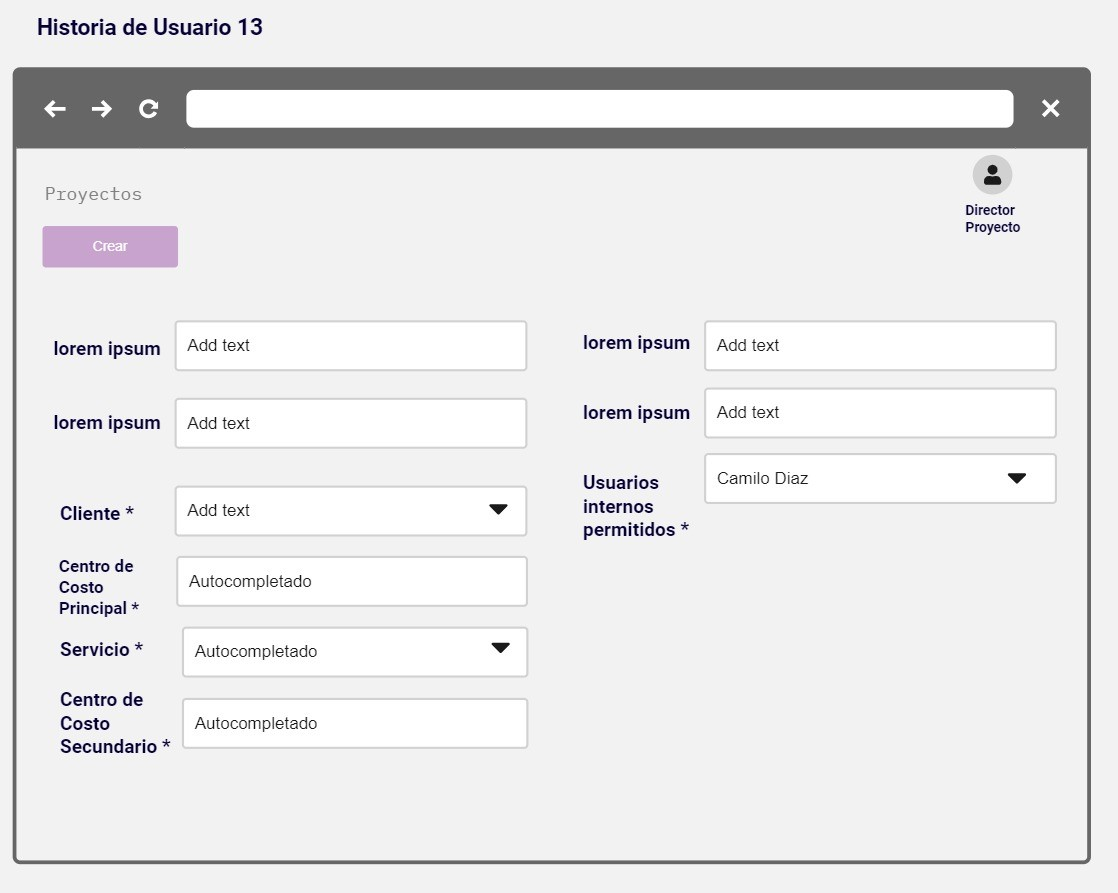 Historia de Usuario 13
Proyectos
Director
Proyecto
Crear
lorem ipsum
Add text
lorem ipsum
Add text
Cliente *
Add text
Centro de
Costo
Principal *
Autocompletado
Servicio *
Autocompletado
Centro de
Costo
Secundario *
Autocompletado
lorem ipsum
Add text
lorem ipsum
Add text
Usuarios
internos
permitidos *
Camilo Diaz